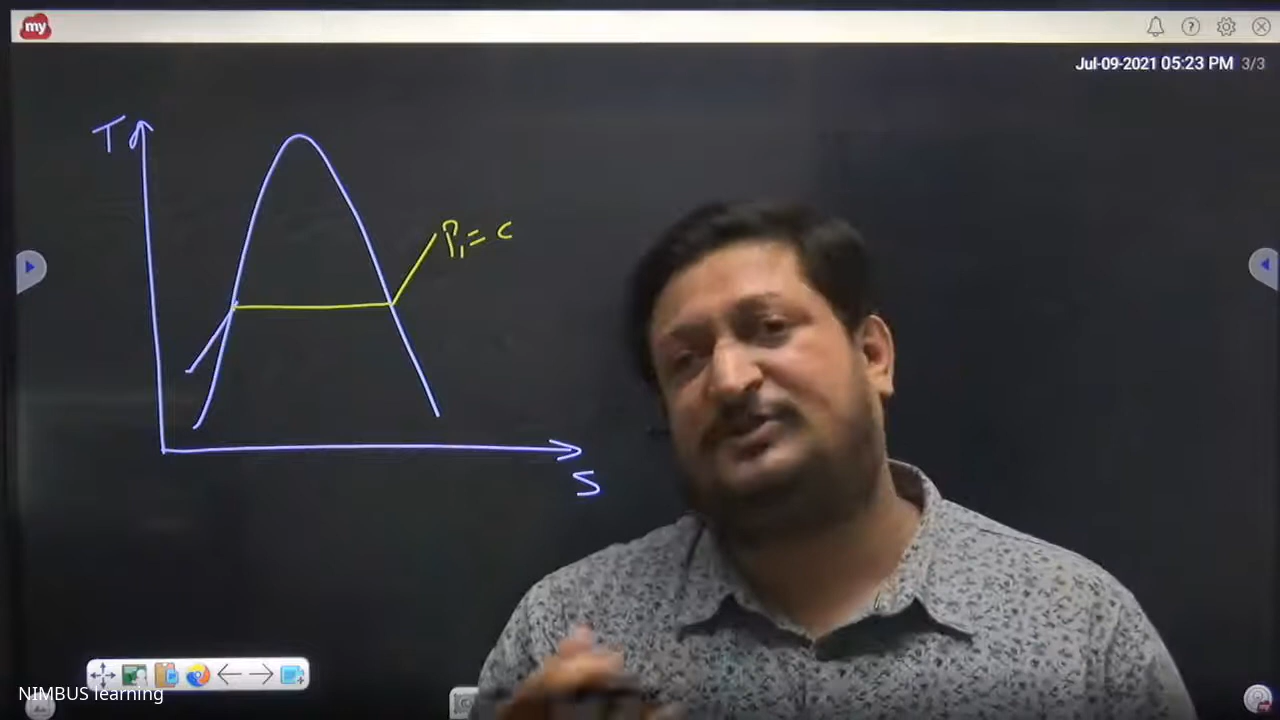 my
Jul-09-2021 05:23 PM 3/3
T
P₁ = c
S
NIMBUS learning